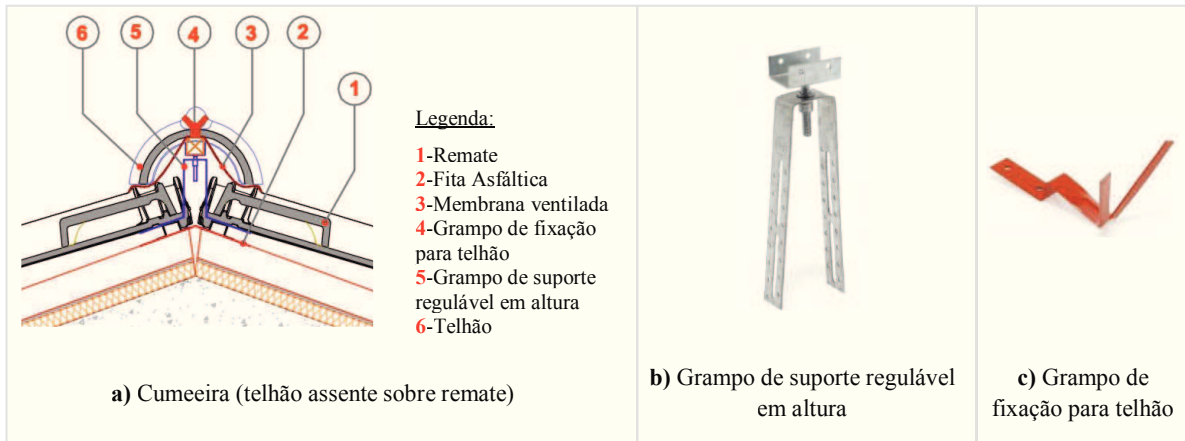 6
5
4
3
2
1
Legenda:
1-Remate
2-Fita Asfáltica
3-Membrana ventilada
4-Grampo de fixação
para telhão
5-Grampo de suporte
regulável em altura
6-Telhão
a) Cumeeira (telhão assente sobre remate)
b) Grampo de suporte regulável
em altura
c) Grampo de
fixação para telhão